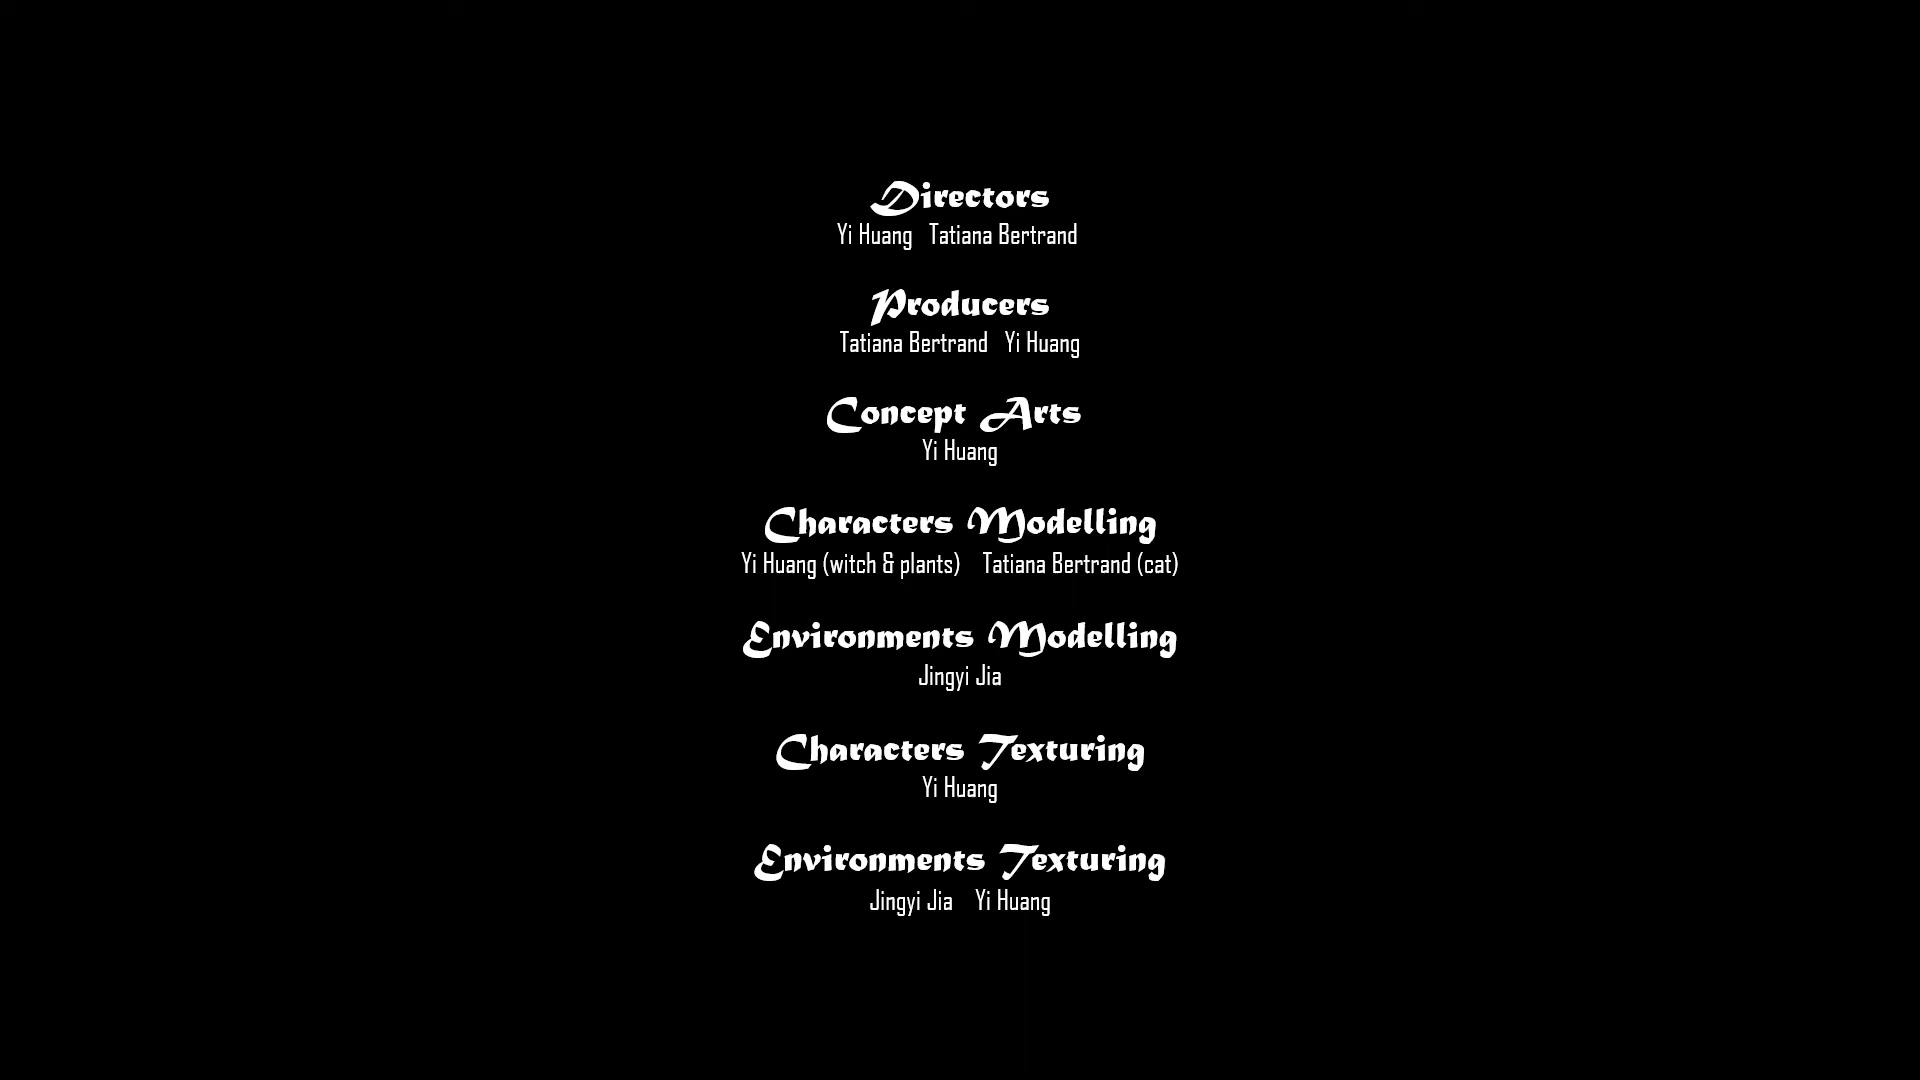 Directors
Yi Huang Tatiana Bertrand
Producers
Tatiana Bertrand Yi Huang
Concept Arts
Yi Huang
Characters Modelling
Yi Huang (witch & plants) Tatiana Bertrand (cat)
Environments Modelling
Jingyi Jia
Characters Texturing
Yi Huang
Environments Texturing
Jingyi Jia Yi Huang